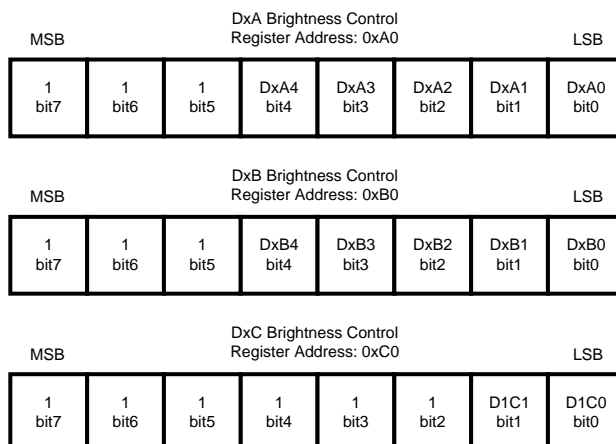 DxA Brightness Control
MSB Register Address: 0xA0 LSB
1 1 1 DxA4 DxA3 DxA2 DxA1 DxA0
bit7 bit6 bit5 bit4 bit3 bit2 bit1 bit0
DxB Brightness Control
MSB Register Address: 0xB0 LSB
1 1 1 DxB4 DxB3 DxB2 DxB1 DxB0
bit7 bit6 bit5 bit4 bit3 bit2 bit1 bit0
DxC Brightness Control
MSB Register Address: 0xC0 LSB
1 1 1 1 1 1 D1C1 D1C0
bit7 bit6 bit5 bit4 bit3 bit2 bit1 bit0